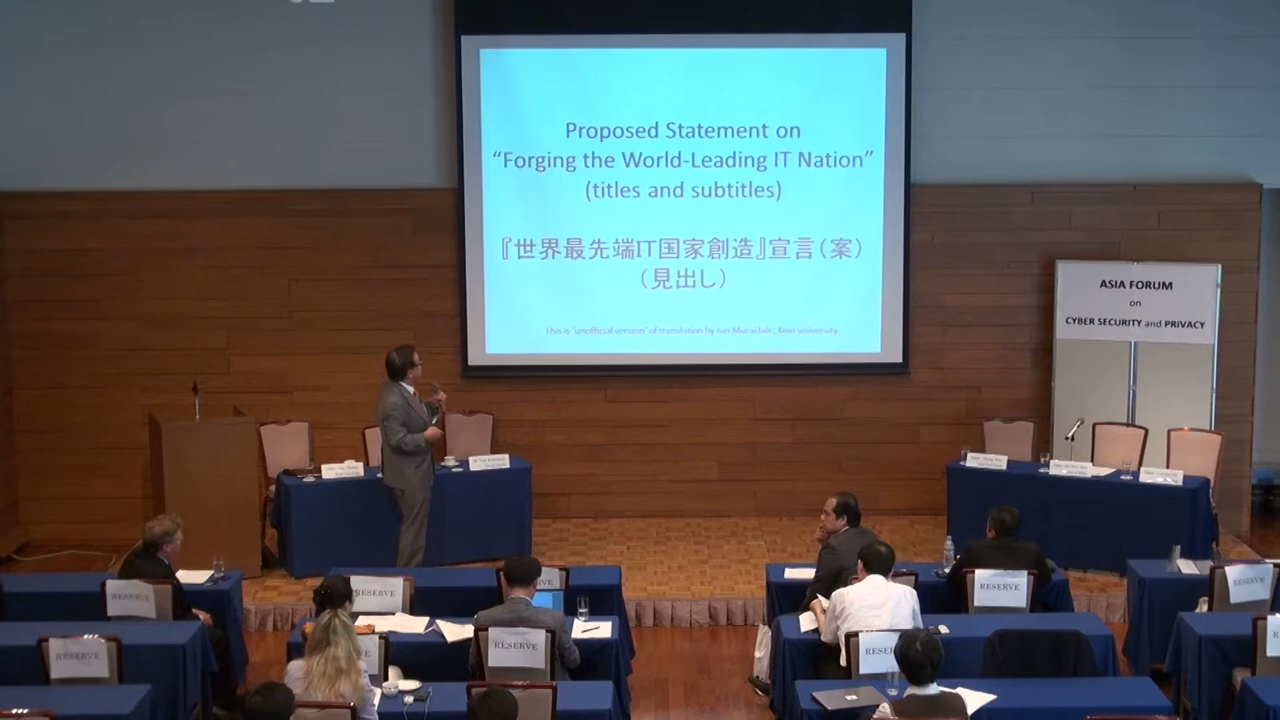 Proposed Statement on
“Forging the World-Leading IT Nation”
(titles and subtitles)
『世界最先端IT国家創造』宣言(案)
(見出し)
This is ‘unofficial version’ of translation by Jun Murai lab., Keio university.
ASIA FORUM
on
CYBER SECURITY and PRIVACY
RESERVE
RESERVE
RESERVE
RESERVE
RESERVE
RESERVE